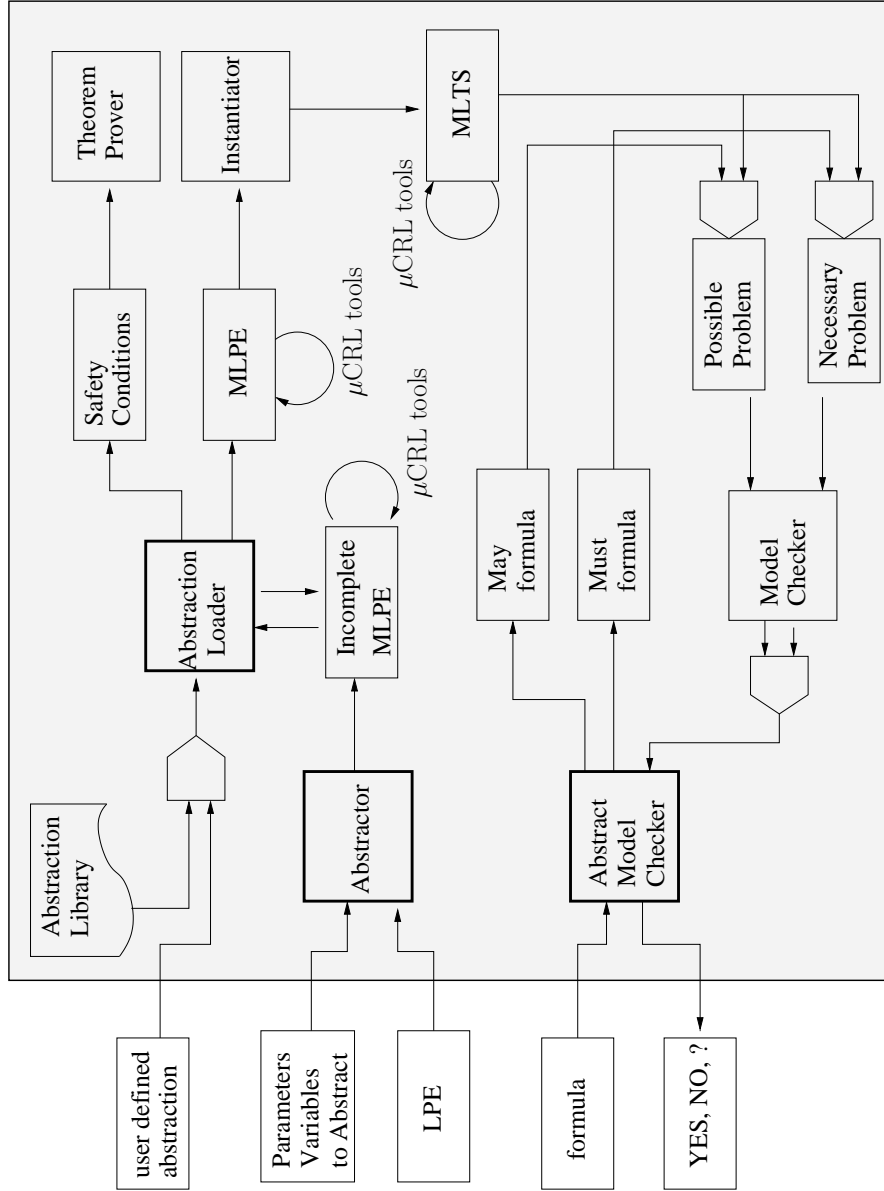 user defined
abstraction
Parameters
Variables
to Abstract
LPE
formula
YES, NO, ?
Abstraction
Library
Abstractor
Abstract
Model
Checker
Abstraction
Loader
Incomplete
MLPE
μCRL tools
May
formula
Must
formula
Model
Checker
Safety
Conditions
MLPE
μCRL tools
Possible
Problem
Necessary
Problem
Theorem
Prover
Instantiator
MLTS
μCRL tools